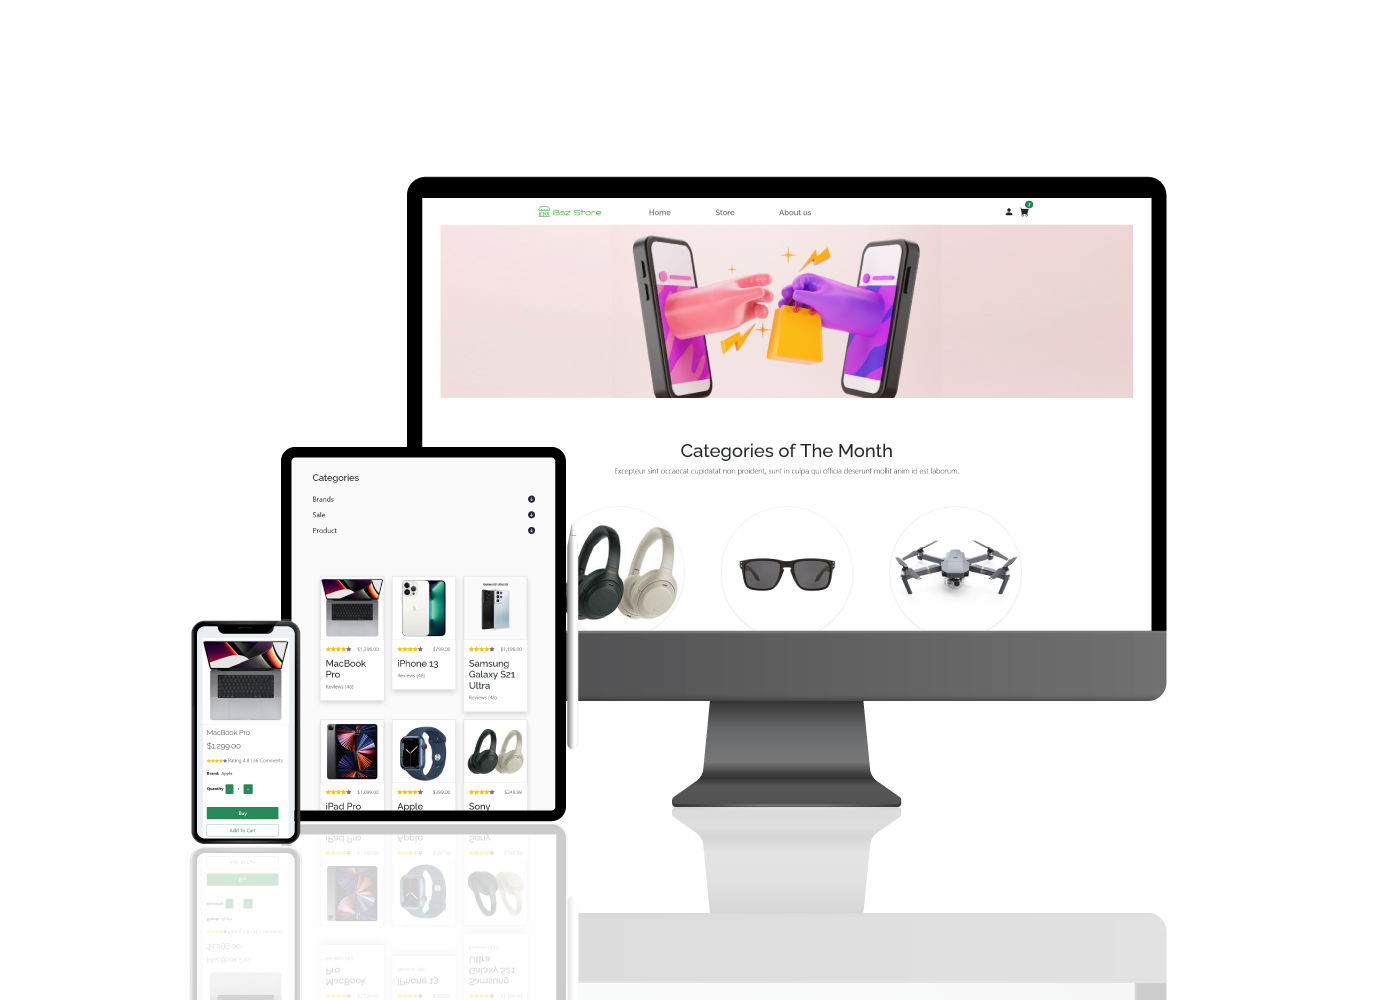 Bsz Store
Home
Store
About us
Categories of The Month
Excepteur sint occaecat cupidatat non proident, sunt in culpa qui officia deserunt mollit anim id est laborum.
Categories
Brands
Sale
Product
$1,299.00
MacBook
Pro
Reviews (48)
$799.00
iPhone 13
Reviews (48)
$1,199.00
Samsung
Galaxy S21
Ultra
Reviews (48)
$1,099.00
iPad Pro
$399.00
Apple
$349.99
Sony
MacBook Pro
$1,299.00
Rating 4.8 | 36 Comments
Brand: Apple
Quantity
Buy
Add To Cart